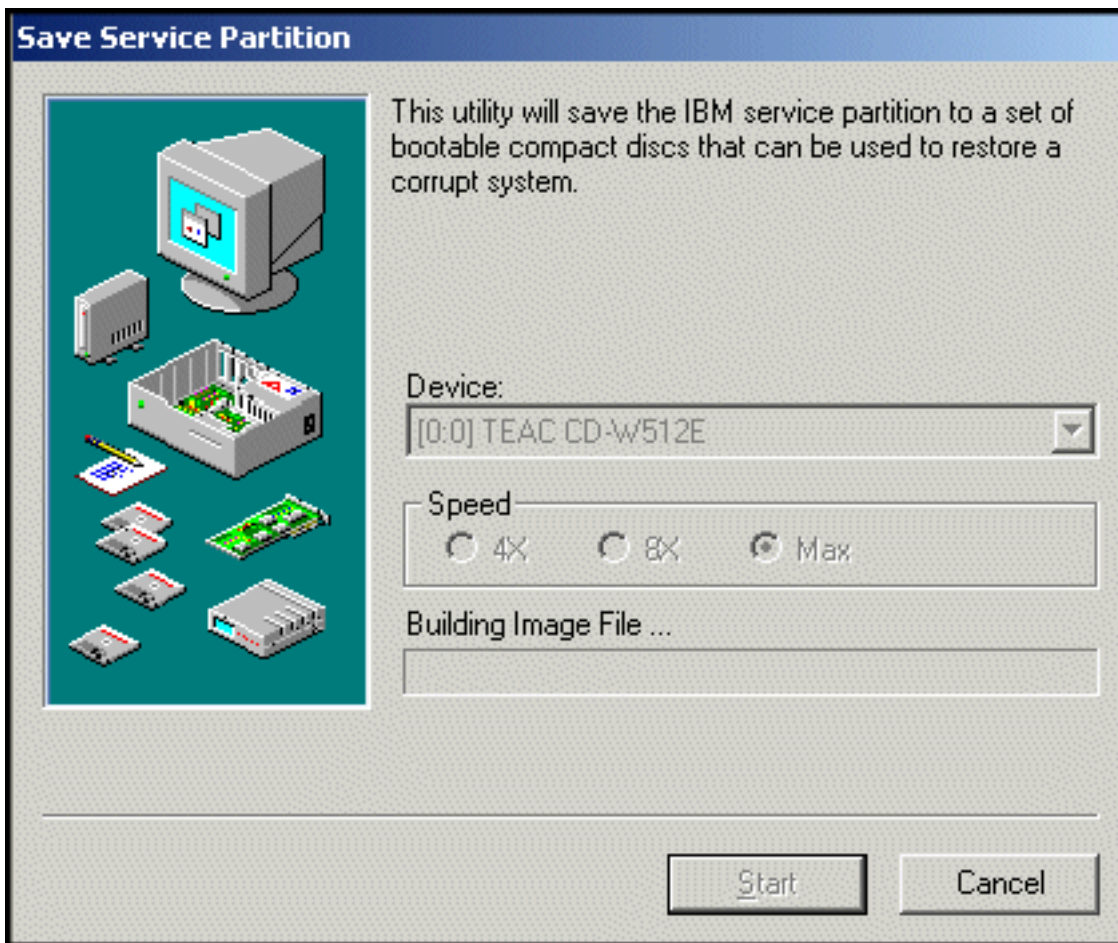 Save Service Partition
This utility will save the IBM service partition to a set of
bootable compact discs that can be used to restore a
corrupt system.
Device:
[0:0] TEAC CD-W512E
Speed
4X 8X Max
Building Image File ...
Start Cancel